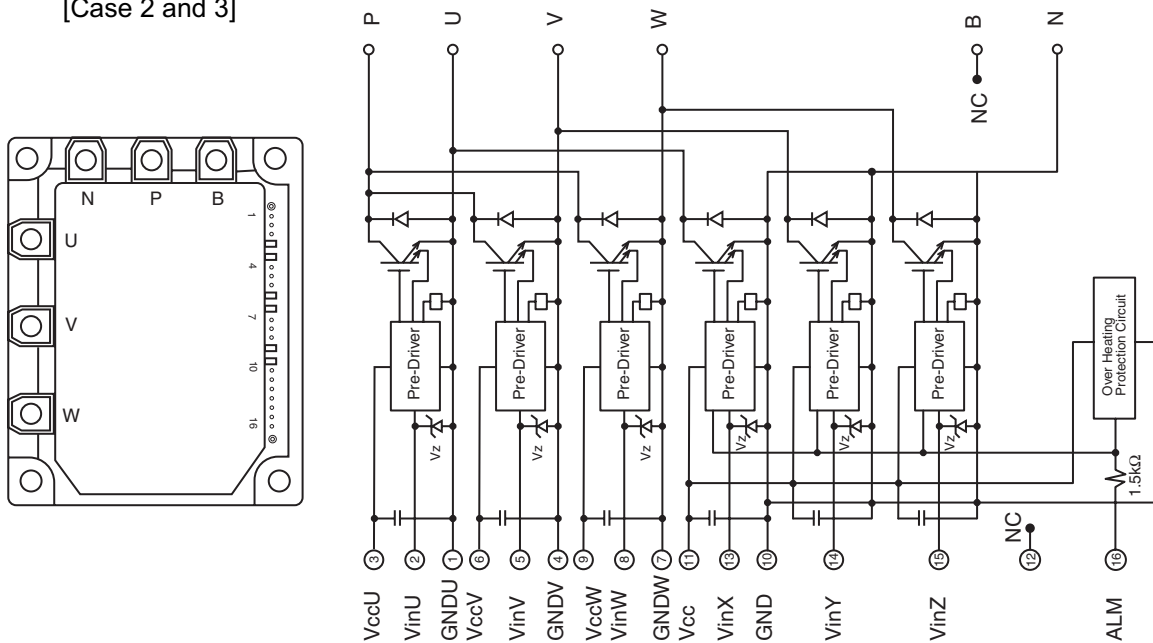 [Case 2 and 3]
P
U
V
W
B
N
NC
N
P
B
U
V
W
1
4
7
10
16
Pre-Driver
Pre-Driver
Pre-Driver
Pre-Driver
Pre-Driver
Pre-Driver
Over Heating
Protection Circuit
Vz
Vz
Vz
Vz
Vz
Vz
1.5kΩ
NC
3
2
1
6
5
4
9
8
7
11
13
10
14
15
12
16
VccU
VinU
GNDU
VccV
VinV
GNDV
VccW
VinW
GNDW
Vcc
VinX
GND
VinY
VinZ
ALM